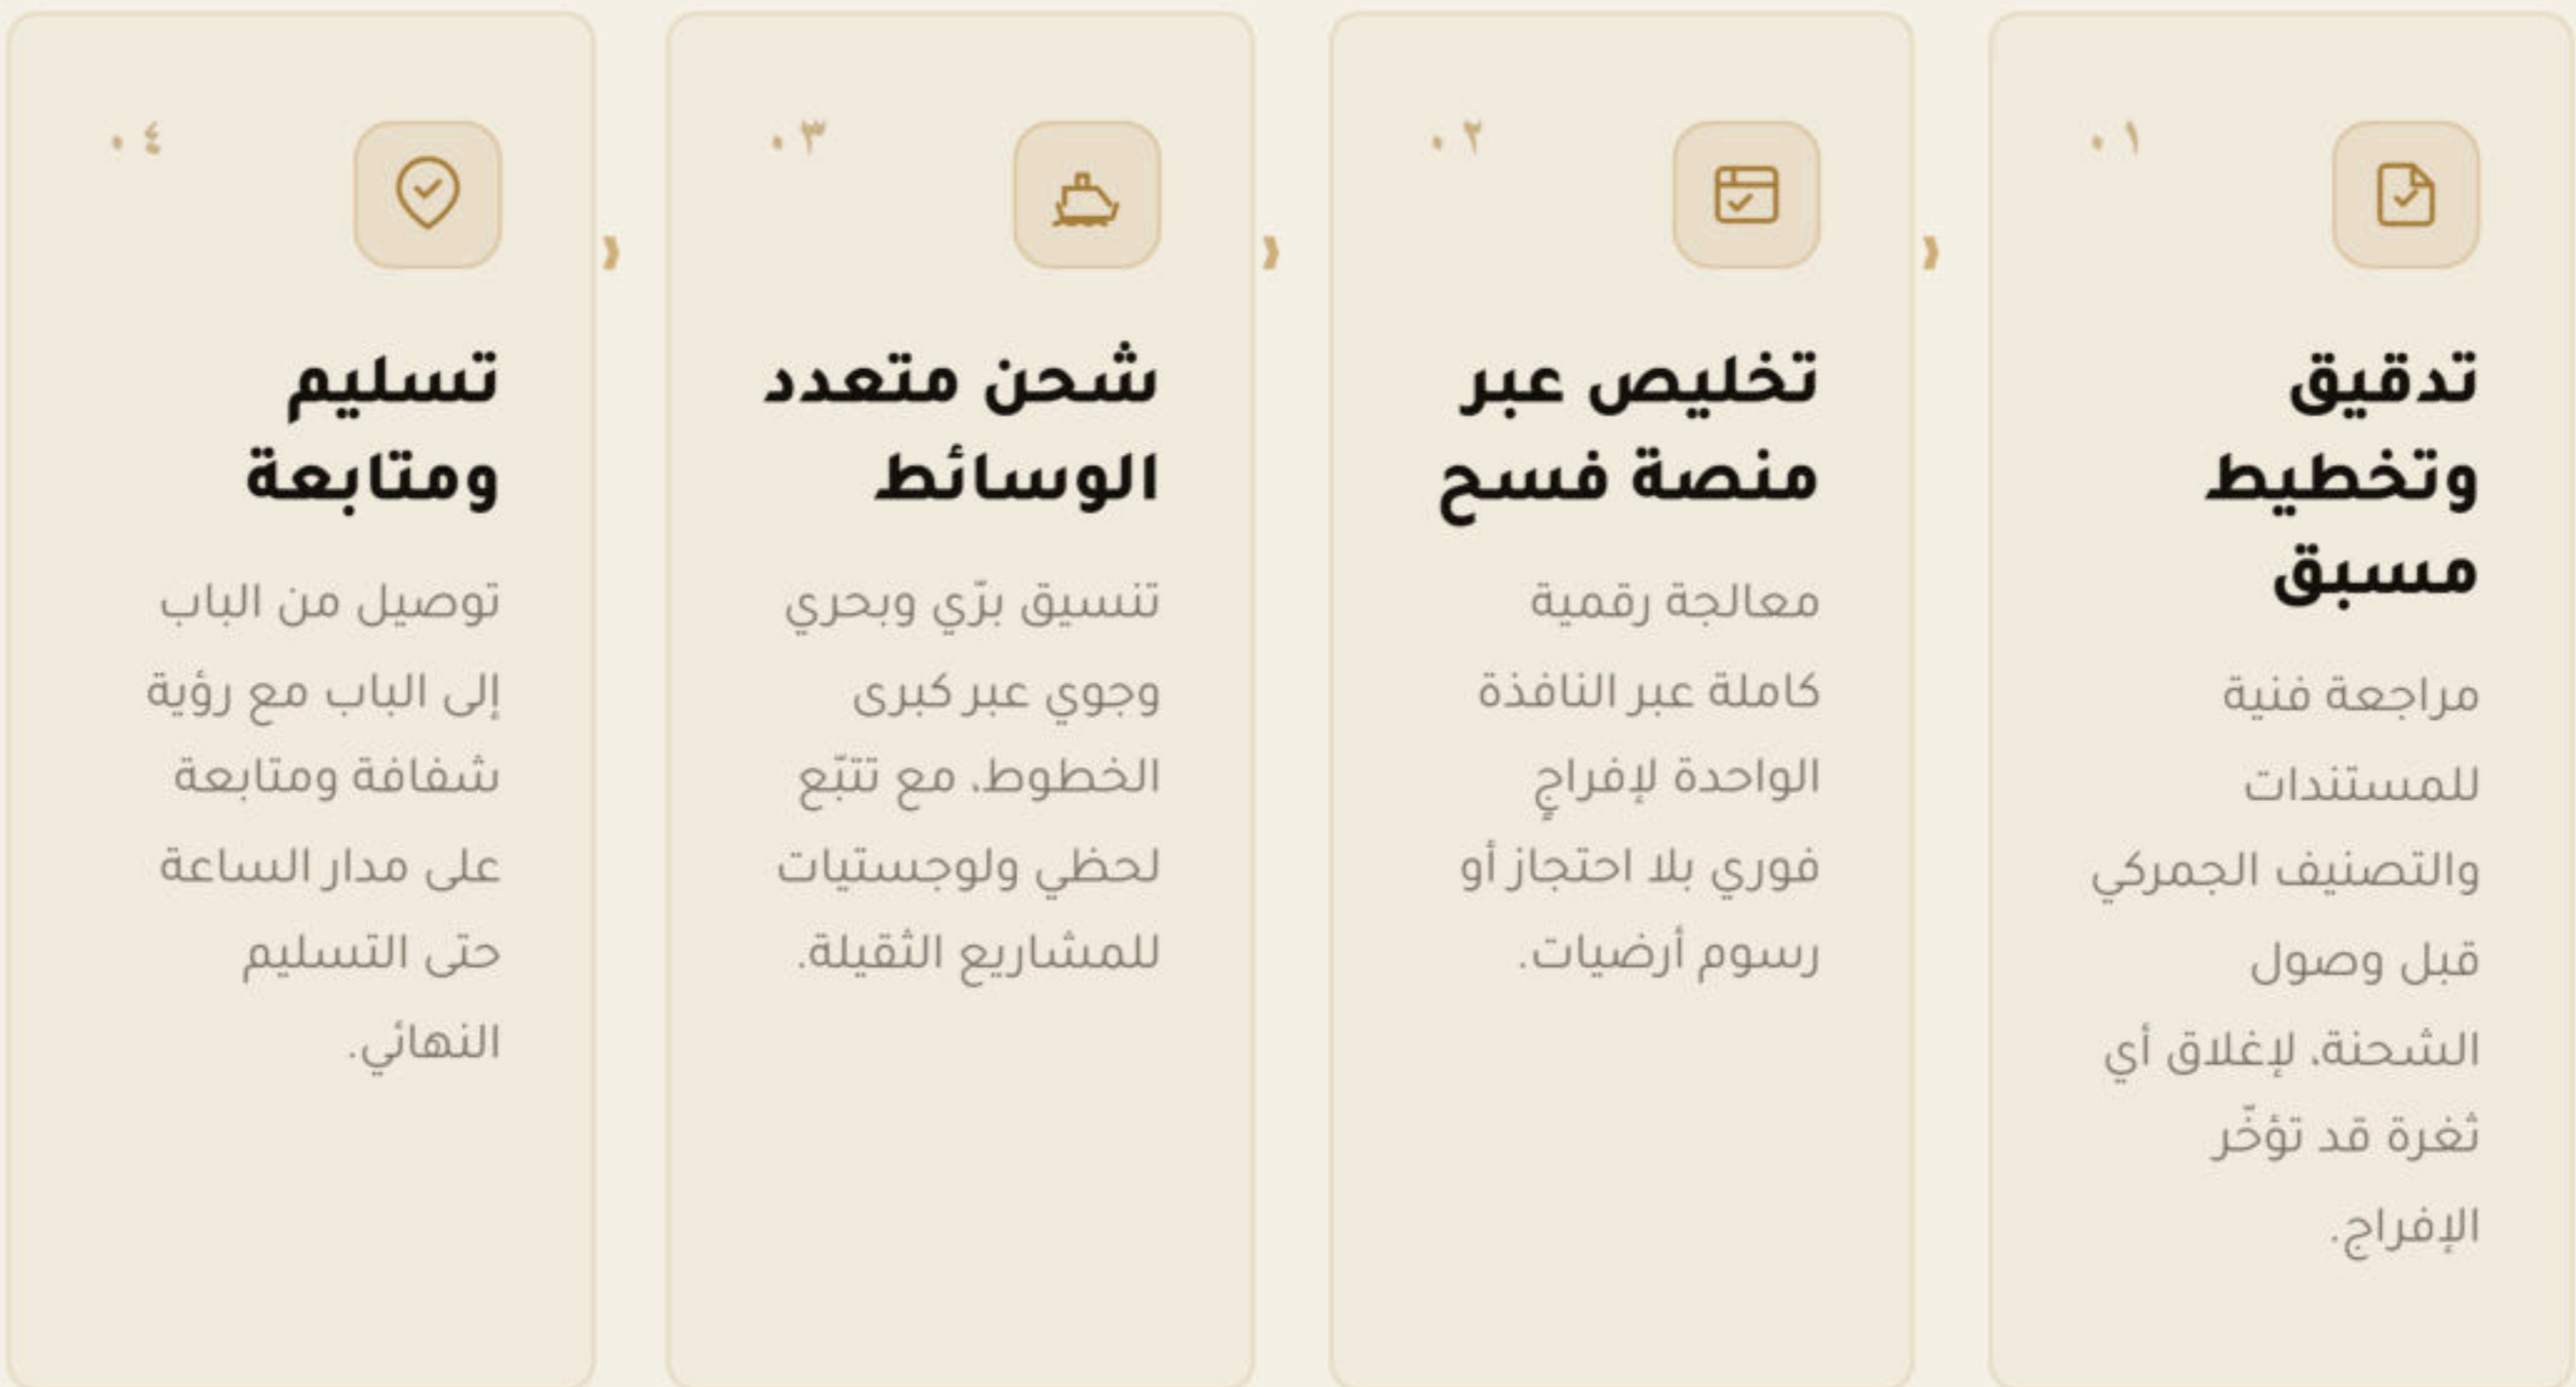 ٠١
تدقيق
وتخطيط
مسبق
مراجعة فنية
للمستندات
والتصنيف الجمركي
قبل وصول
الشحنة، لإغلاق أي
ثغرة قد تؤخّر
الإفراج.
٠٢
تخليص عبر
منصة فسح
معالجة رقمية
كاملة عبر النافذة
الواحدة لإفراجٍ
فوري بلا احتجاز أو
رسوم أرضيات.
٠٣
شحن متعدد
الوسائط
تنسيق برّي وبحري
وجوي عبر كبرى
الخطوط، مع تتبّع
لحظي ولوجستيات
للمشاريع الثقيلة.
٠٤
تسليم
ومتابعة
توصيل من الباب
إلى الباب مع رؤية
شفافة ومتابعة
على مدار الساعة
حتى التسليم
النهائي.